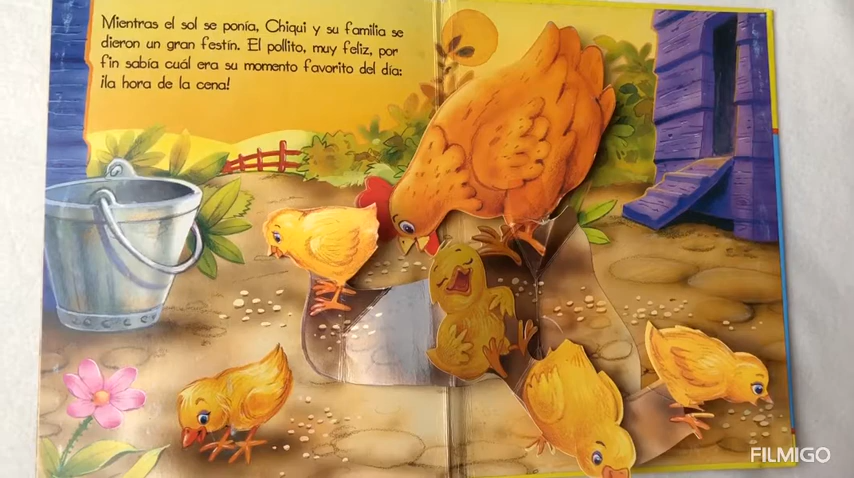 Mientras el sol se ponía, Chiqui y su familia se
dieron un gran festín. El pollito, muy feliz, por
fin sabía cuál era su momento favorito del día:
¡la hora de la cena!
FILMIGO